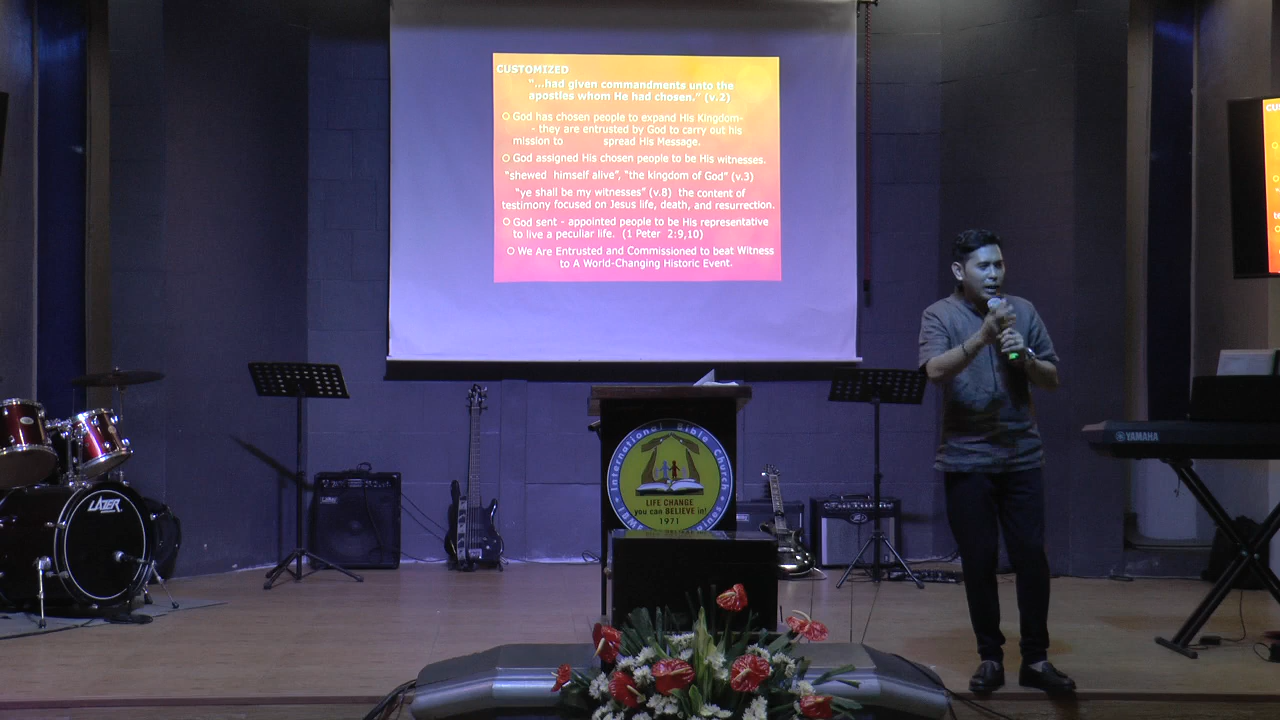 CUSTOMIZED
"...had given commandments unto the
apostles whom He had chosen." (v.2)
God has chosen people to expand His Kingdom-
- they are entrusted by God to carry out his
mission to spread His Message.
God assigned His chosen people to be His witnesses.
"shewed himself alive", "the kingdom of God" (v.3)
"ye shall be my witnesses" (v.8) the content of
testimony focused on Jesus life, death, and resurrection.
God sent - appointed people to be His representative
to live a peculiar life. (1 Peter 2:9,10)
We Are Entrusted and Commissioned to beat Witness
to A World-Changing Historic Event.
International Bible Church
LIFE CHANGE
you can BELIEVE in!
1971
LAZER
YAMAHA
PEAVEY